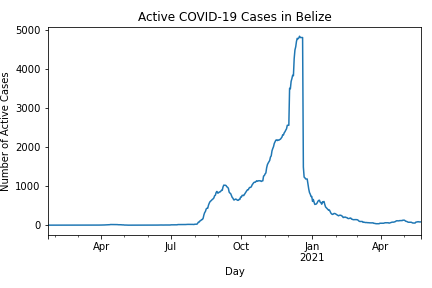 Active COVID-19 Cases in Belize
Number of Active Cases
5000
4000
3000
2000
1000
0
Apr Jul Oct Jan Apr
2021
Day